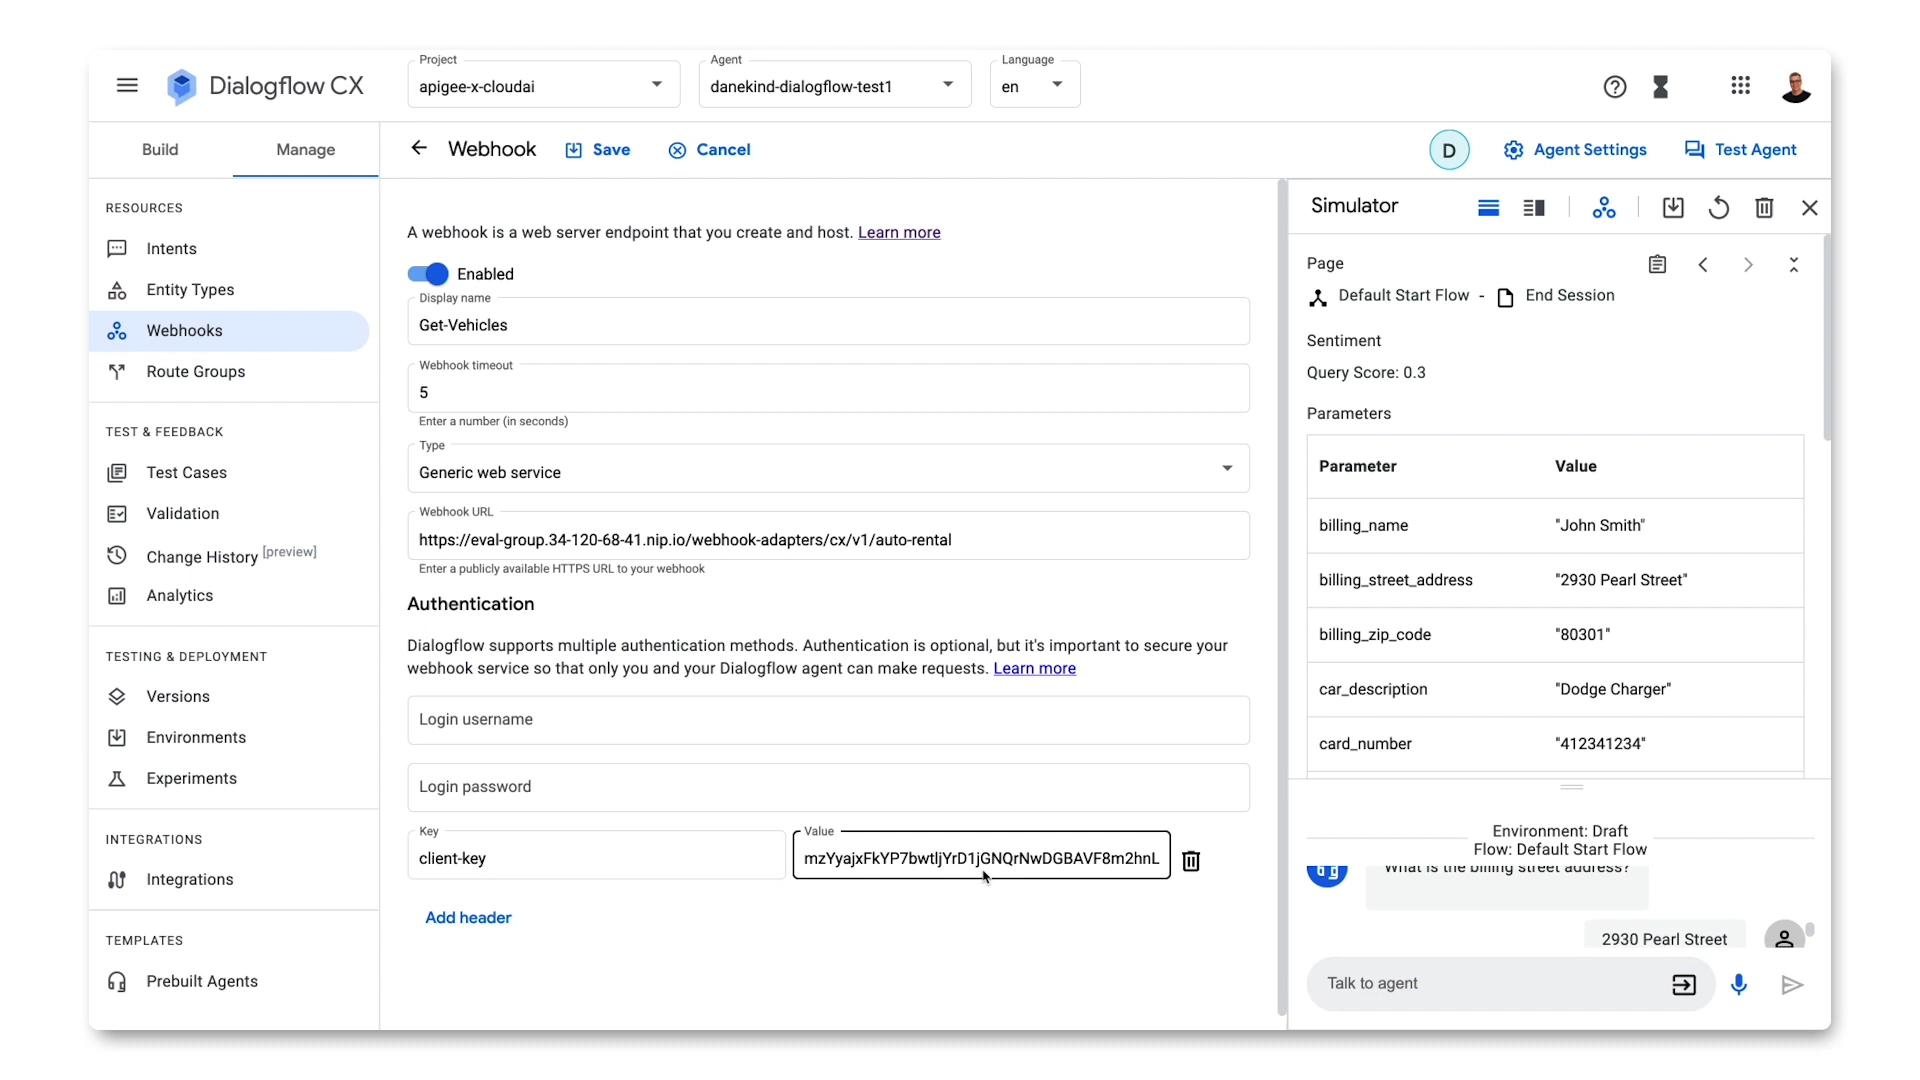 Dialogflow CX
Project
apigee-x-cloudai
Agent
danekind-dialogflow-test1
Language
en
Build
Manage
Webhook
Save
Cancel
D
Agent Settings
Test Agent
RESOURCES
Intents
Entity Types
Webhooks
Route Groups
TEST & FEEDBACK
Test Cases
Validation
Change History [preview]
Analytics
TESTING & DEPLOYMENT
Versions
Environments
Experiments
INTEGRATIONS
Integrations
TEMPLATES
Prebuilt Agents
A webhook is a web server endpoint that you create and host. Learn more
Enabled
Display name
Get-Vehicles
Webhook timeout
5
Enter a number (in seconds)
Type
Generic web service
Webhook URL
https://eval-group.34-120-68-41.nip.io/webhook-adapters/cx/v1/auto-rental
Enter a publicly available HTTPS URL to your webhook
Authentication
Dialogflow supports multiple authentication methods. Authentication is optional, but it's important to secure your
webhook service so that only you and your Dialogflow agent can make requests. Learn more
Login username
Login password
Key
client-key
Value
mzYyajxFkYP7bwtljYrD1jGNQrNwDGBAVF8m2hnL
Add header
Simulator
Page
Default Start Flow - End Session
Sentiment
Query Score: 0.3
Parameters
Parameter Value
billing_name "John Smith"
billing_street_address "2930 Pearl Street"
billing_zip_code "80301"
car_description "Dodge Charger"
card_number "412341234"
Environment: Draft
Flow: Default Start Flow
What is the billing street address?
2930 Pearl Street
Talk to agent